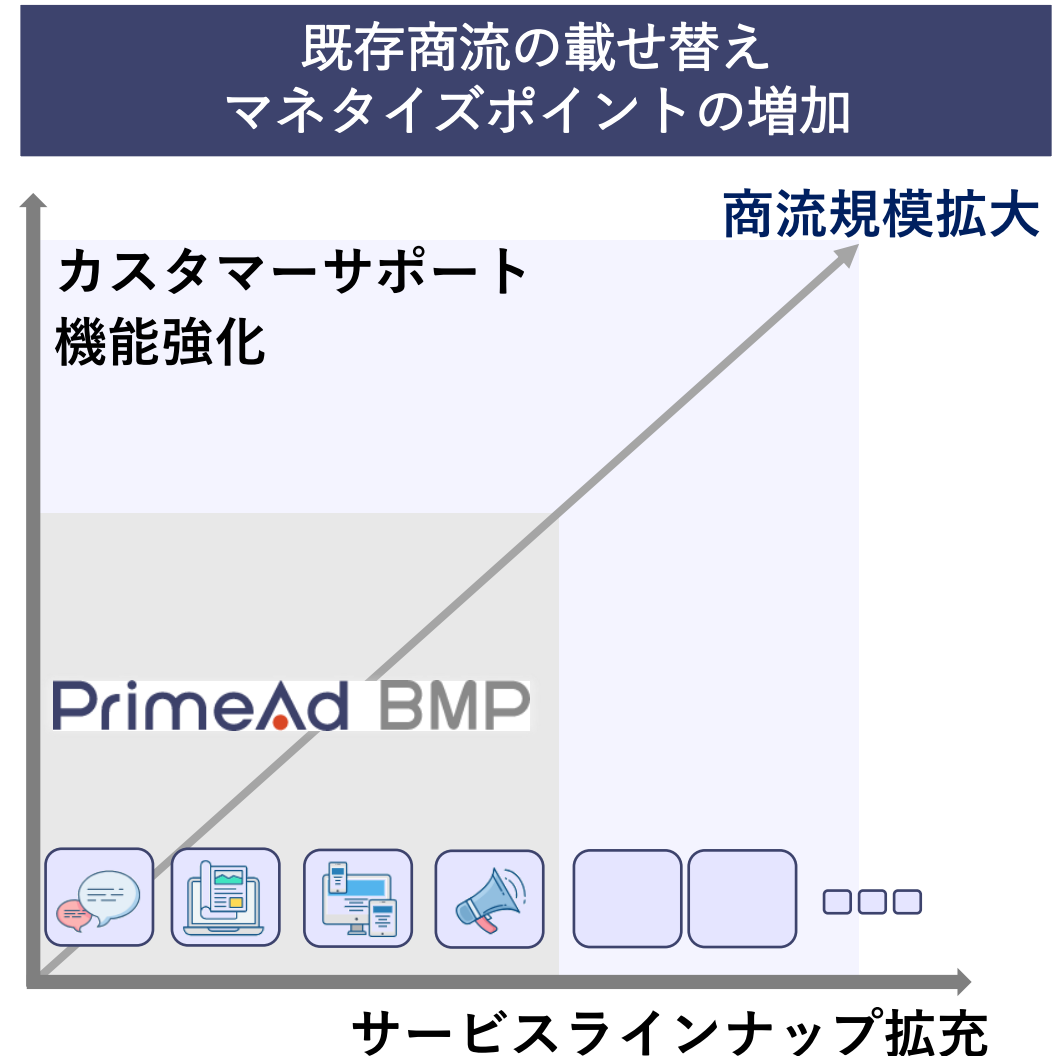 既存商流の載せ替え
マネタイズポイントの増加
商流規模拡大
カスタマーサポート
機能強化
PrimeAd BMP
サービスラインナップ拡充